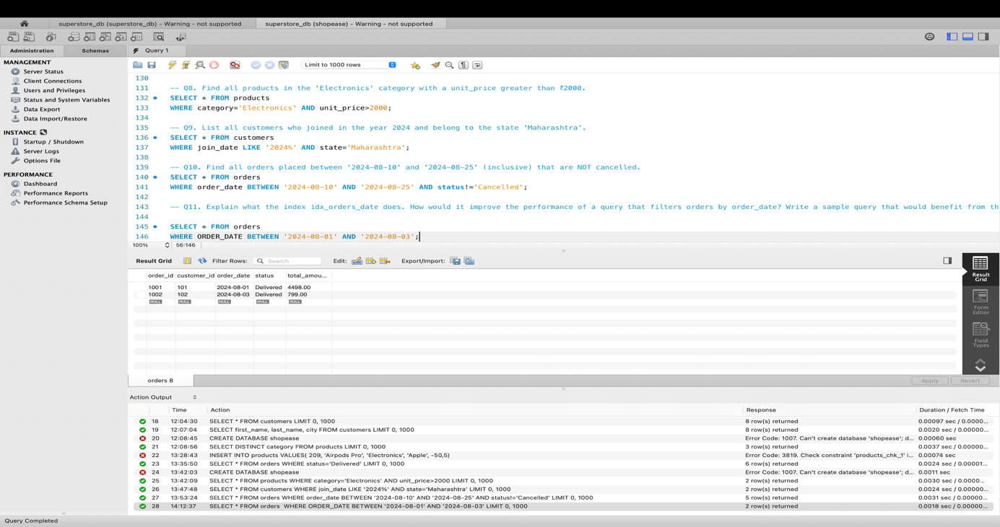 superstore_db (superstore_db) – Warning – not supported
superstore_db (shopease) – Warning – not supported
Administration
Schemas
Query 1
MANAGEMENT
Server Status
Client Connections
Users and Privileges
Status and System Variables
Data Export
Data Import/Restore
INSTANCE
Startup / Shutdown
Server Logs
Options File
PERFORMANCE
Dashboard
Performance Reports
Performance Schema Setup
Limit to 1000 rows
130
131 -- Q8. Find all products in the 'Electronics' category with a unit_price greater than ₹2000.
132 SELECT * FROM products
133 WHERE category='Electronics' AND unit_price>2000;
134
135 -- Q9. List all customers who joined in the year 2024 and belong to the state 'Maharashtra'.
136 SELECT * FROM customers
137 WHERE join_date LIKE '2024%' AND state='Maharashtra';
138
139 -- Q10. Find all orders placed between '2024-08-10' and '2024-08-25' (inclusive) that are NOT cancelled.
140 SELECT * FROM orders
141 WHERE order_date BETWEEN '2024-08-10' AND '2024-08-25' AND status!='Cancelled';
142
143 -- Q11. Explain what the index idx_orders_date does. How would it improve the performance of a query that filters orders by order_date? Write a sample query that would benefit from th
144
145 SELECT * FROM orders
146 WHERE ORDER_DATE BETWEEN '2024-08-01' AND '2024-08-03';
100% 56:146
Result Grid Filter Rows: Search Edit: Export/Import:
order_id customer_id order_date status total_amou...
1001 101 2024-08-01 Delivered 4498.00
1002 102 2024-08-03 Delivered 799.00
NULL NULL NULL NULL NULL
Result Grid
Form Editor
Field Types
orders 8
Apply Revert
Action Output
Time Action Response Duration / Fetch Time
18 12:04:30 SELECT * FROM customers LIMIT 0, 1000 8 row(s) returned 0.00097 sec / 0.0000...
19 12:07:04 SELECT first_name, last_name, city FROM customers LIMIT 0, 1000 8 row(s) returned 0.0020 sec / 0.0000...
20 12:08:45 CREATE DATABASE shopease Error Code: 1007. Can't create database 'shopease'; d... 0.00060 sec
21 12:08:56 SELECT DISTINCT category FROM products LIMIT 0, 1000 3 row(s) returned 0.0037 sec / 0.0000...
22 13:28:43 INSERT INTO products VALUES( 209, 'Airpods Pro', 'Electronics', 'Apple', -50,5) Error Code: 3819. Check constraint 'products_chk_1' i... 0.00074 sec
23 13:35:50 SELECT * FROM orders WHERE status='Delivered' LIMIT 0, 1000 6 row(s) returned 0.0024 sec / 0.00001...
24 13:42:03 CREATE DATABASE shopease Error Code: 1007. Can't create database 'shopease'; d... 0.0011 sec
25 13:42:09 SELECT * FROM products WHERE category='Electronics' AND unit_price>2000 LIMIT 0, 1000 2 row(s) returned 0.0030 sec / 0.0000...
26 13:47:48 SELECT * FROM customers WHERE join_date LIKE '2024%' AND state='Maharashtra' LIMIT 0, 1000 2 row(s) returned 0.0024 sec / 0.0000...
27 13:53:24 SELECT * FROM orders WHERE order_date BETWEEN '2024-08-10' AND '2024-08-25' AND status!='Cancelled' LIMIT 0, 1000 5 row(s) returned 0.0031 sec / 0.0000...
28 14:12:37 SELECT * FROM orders WHERE ORDER_DATE BETWEEN '2024-08-01' AND '2024-08-03' LIMIT 0, 1000 2 row(s) returned 0.0018 sec / 0.0000...
Query Completed